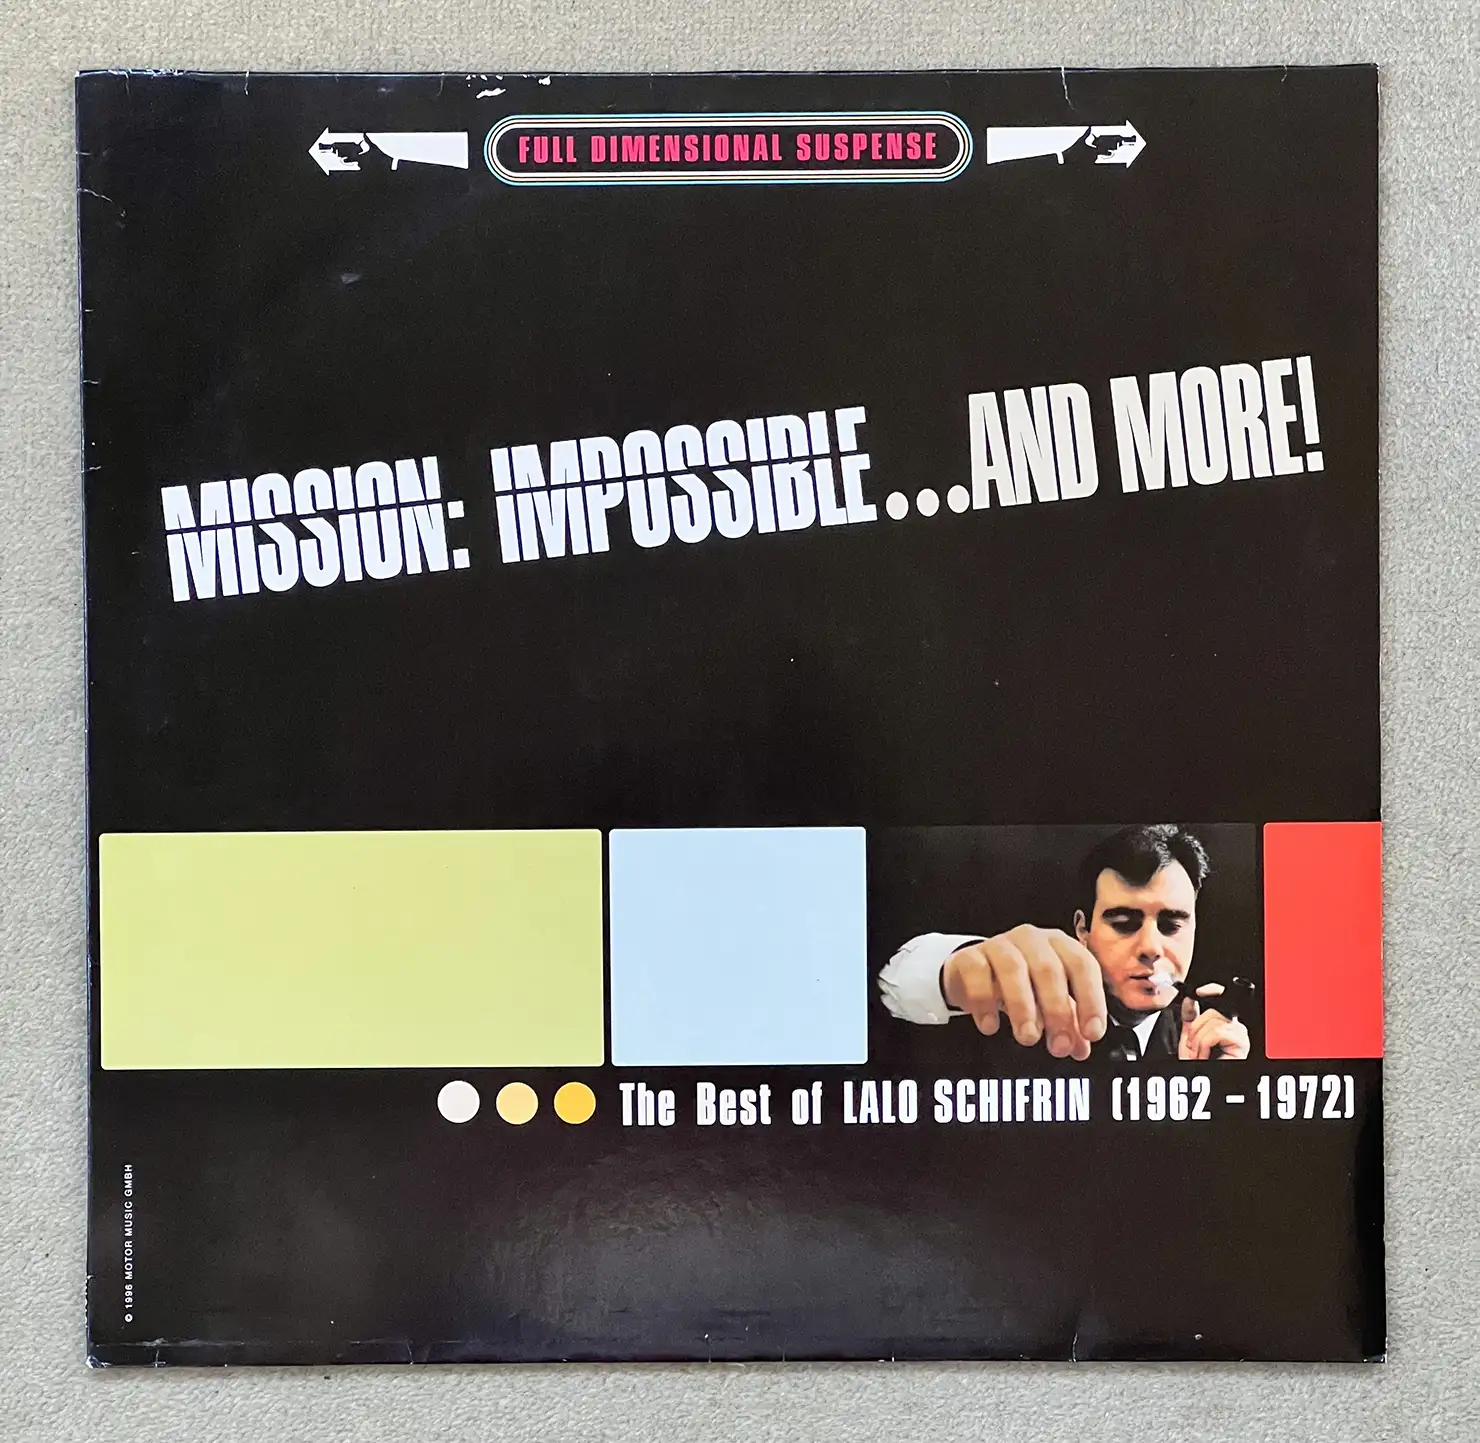 FULL DIMENSIONAL SUSPENSE
MISSION: IMPOSSIBLE...AND MORE!
The Best of LALO SCHIFRIN (1962 – 1972)
© 1996 MOTOR MUSIC GMBH